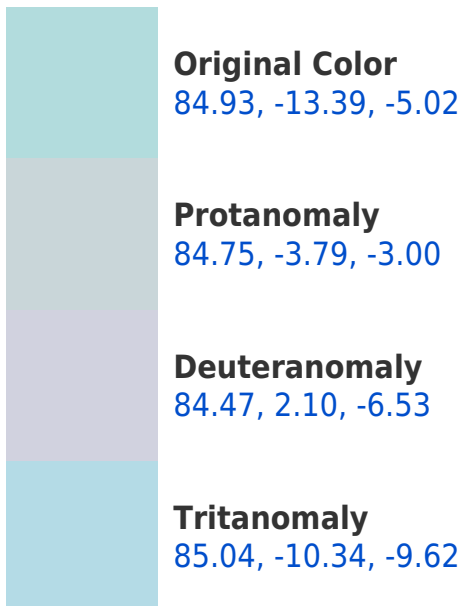 Original Color
84.93, -13.39, -5.02
Protanomaly
84.75, -3.79, -3.00
Deuteranomaly
84.47, 2.10, -6.53
Tritanomaly
85.04, -10.34, -9.62